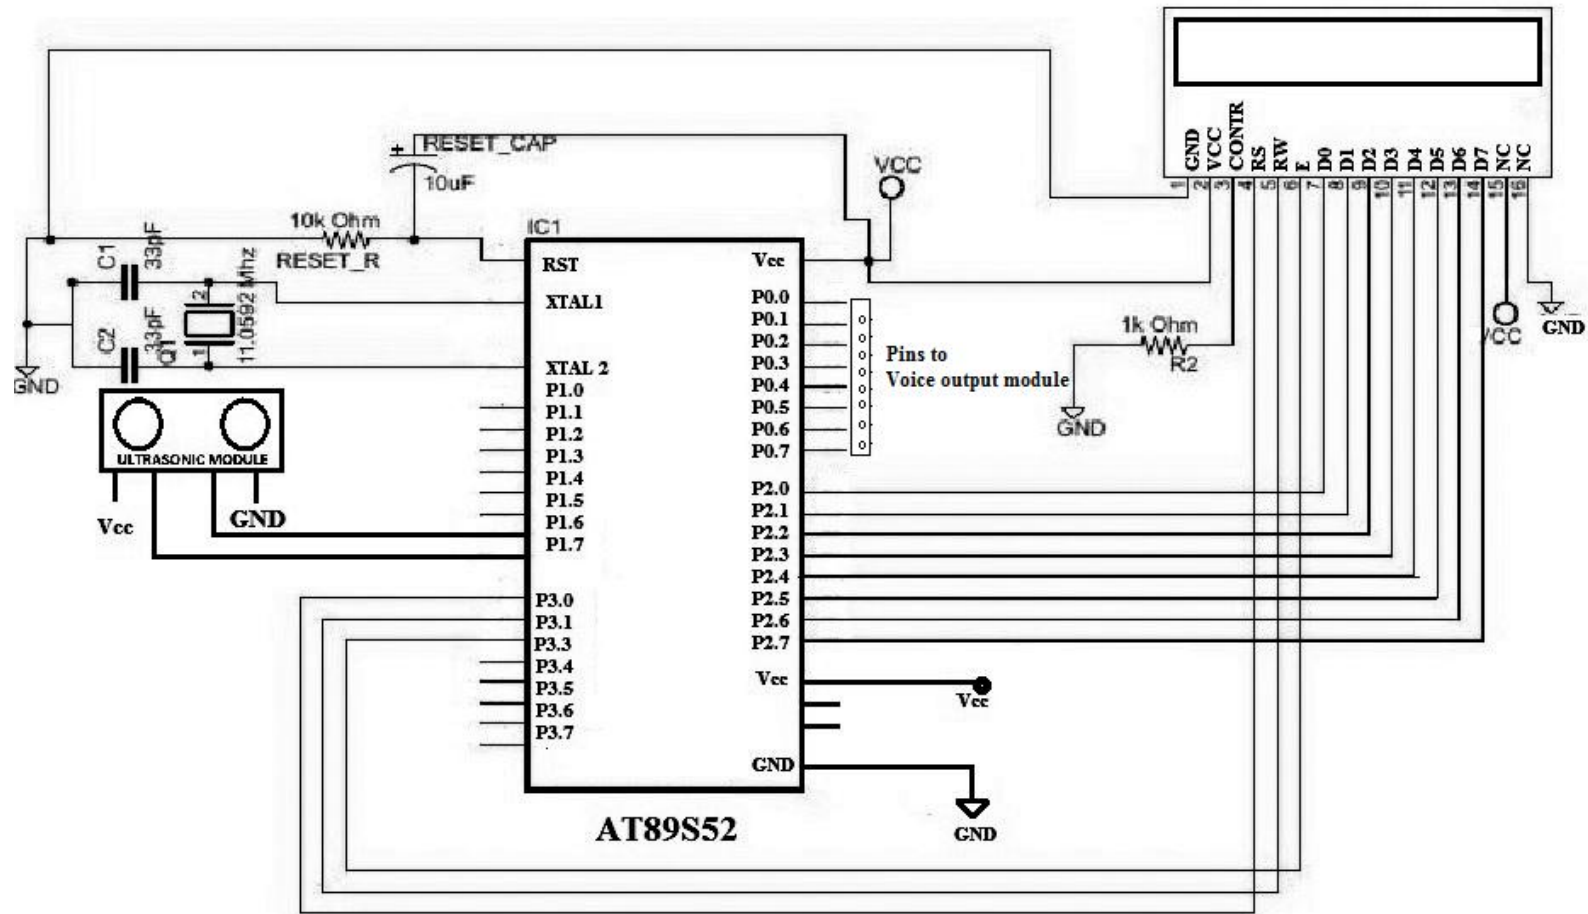 GND
VCC
CONTR
RS
RW
E
D0
D1
D2
D3
D4
D5
D6
D7
NC
NC
1
2
3
4
5
6
7
8
9
10
11
12
13
14
15
16
RESET_CAP
+
10uF
VCC
10k Ohm
RESET_R
C1
33pF
2
11.0592 Mhz
C2
33pF
Q1
1
GND
IC1
RST
XTAL1
XTAL 2
P1.0
P1.1
P1.2
P1.3
P1.4
P1.5
P1.6
P1.7
P3.0
P3.1
P3.3
P3.4
P3.5
P3.6
P3.7
Vcc
P0.0
P0.1
P0.2
P0.3
P0.4
P0.5
P0.6
P0.7
P2.0
P2.1
P2.2
P2.3
P2.4
P2.5
P2.6
P2.7
Vcc
GND
Pins to
Voice output module
1k Ohm
R2
GND
VCC
GND
ULTRASONIC MODULE
Vcc
GND
Vcc
GND
AT89S52